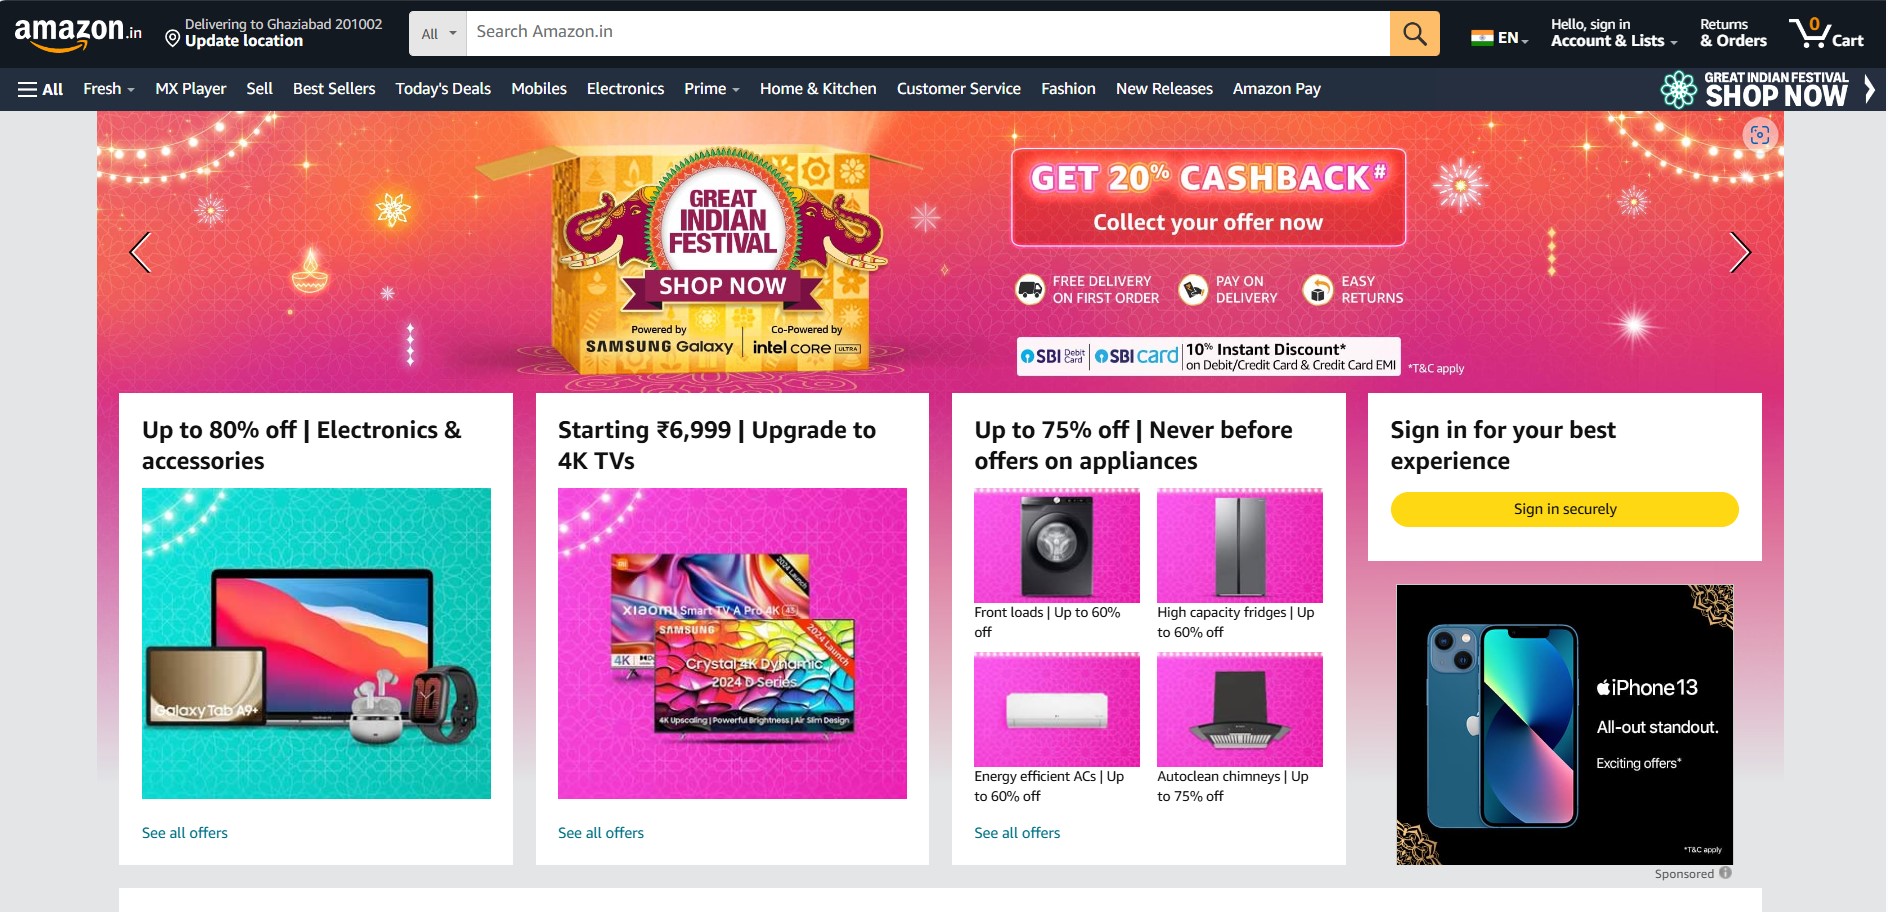 amazon.in
Delivering to Ghaziabad 201002
Update location
All
Search Amazon.in
EN
Hello, sign in
Account & Lists
Returns
& Orders
0
Cart
All
Fresh
MX Player
Sell
Best Sellers
Today's Deals
Mobiles
Electronics
Prime
Home & Kitchen
Customer Service
Fashion
New Releases
Amazon Pay
GREAT INDIAN FESTIVAL
SHOP NOW
GREAT
INDIAN
FESTIVAL
SHOP NOW
Powered by
SAMSUNG Galaxy
Co-Powered by
intel CORE ULTRA
GET 20% CASHBACK#
Collect your offer now
FREE DELIVERY
ON FIRST ORDER
PAY ON
DELIVERY
EASY
RETURNS
SBI Debit Card
SBI card
10% Instant Discount*
on Debit/Credit Card & Credit Card EMI
*T&C apply
Up to 80% off | Electronics &
accessories
Galaxy Tab A9+
See all offers
Starting ₹6,999 | Upgrade to
4K TVs
2024 Launch
xiaomi Smart TV A Pro 4K 43
4K
SAMSUNG
2024 Launch
Crystal 4K Dynamic
2024 D Series
4K Upscaling | Powerful Brightness | Air Slim Design
See all offers
Up to 75% off | Never before
offers on appliances
Front loads | Up to 60%
off
High capacity fridges | Up
to 60% off
Energy efficient ACs | Up
to 60% off
Autoclean chimneys | Up
to 75% off
See all offers
Sign in for your best
experience
Sign in securely
iPhone 13
All-out standout.
Exciting offers*
*T&C apply
Sponsored